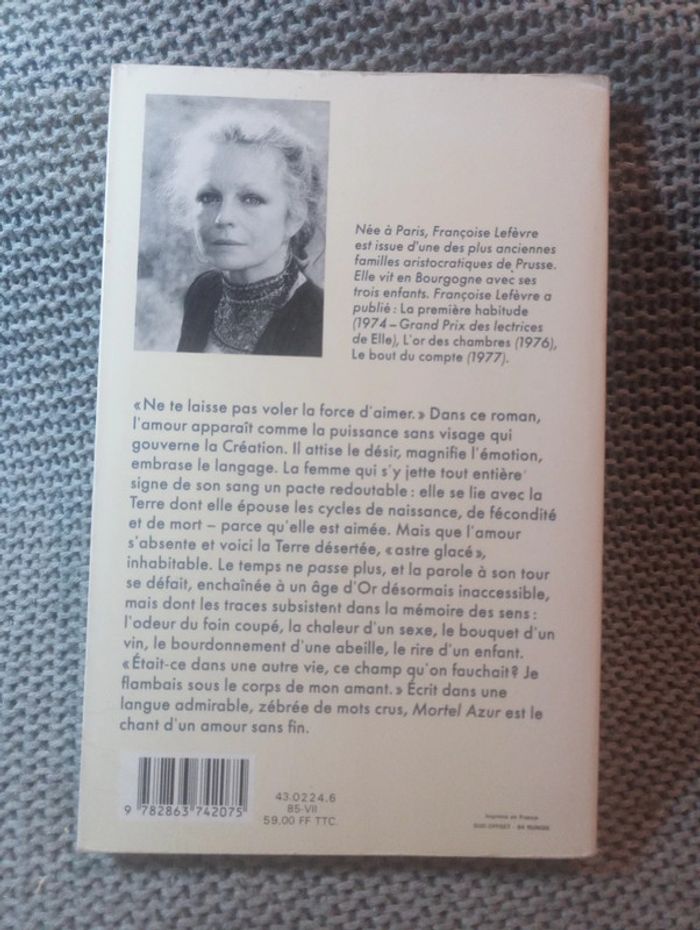 Née à Paris, Françoise Lefèvre
est issue d'une des plus anciennes
familles aristocratiques de Prusse.
Elle vit en Bourgogne avec ses
trois enfants. Françoise Lefèvre a
publié : La première habitude
(1974 – Grand Prix des lectrices
de Elle), L'or des chambres (1976),
Le bout du compte (1977).
« Ne te laisse pas voler la force d'aimer. » Dans ce roman,
l'amour apparaît comme la puissance sans visage qui
gouverne la Création. Il attise le désir, magnifie l'émotion,
embrase le langage. La femme qui s'y jette tout entière
signe de son sang un pacte redoutable : elle se lie avec la
Terre dont elle épouse les cycles de naissance, de fécondité
et de mort – parce qu'elle est aimée. Mais que l'amour
s'absente et voici la Terre désertée, « astre glacé »,
inhabitable. Le temps ne passe plus, et la parole à son tour
se défait, enchaînée à un âge d'Or désormais inaccessible,
mais dont les traces subsistent dans la mémoire des sens :
l'odeur du foin coupé, la chaleur d'un sexe, le bouquet d'un
vin, le bourdonnement d'une abeille, le rire d'un enfant.
« Était-ce dans une autre vie, ce champ qu'on fauchait ? Je
flambais sous le corps de mon amant. » Écrit dans une
langue admirable, zébrée de mots crus, Mortel Azur est le
chant d'un amour sans fin.
9 782863 742075
43.0224.6
85-VII
59,00 FF TTC.
Imprimé en France
SUD-OFFSET - 94 RUNGIS